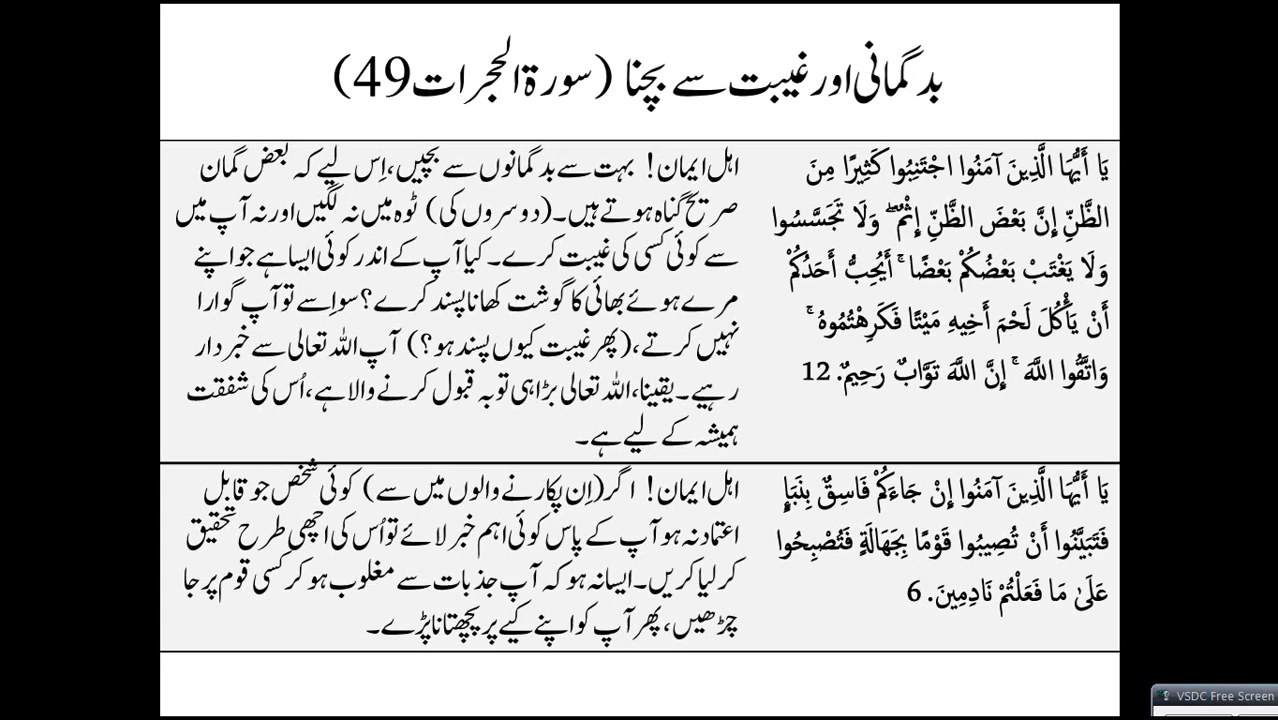 بدگمانی اور غیبت سے بچنا (سورۃ الحجرات 49)
يَا أَيُّهَا الَّذِينَ آمَنُوا اجْتَنِبُوا كَثِيرًا مِنَ
الظَّنِّ إِنَّ بَعْضَ الظَّنِّ إِثْمٌ ۖ وَلَا تَجَسَّسُوا
وَلَا يَغْتَبْ بَعْضُكُمْ بَعْضًا ۚ أَيُحِبُّ أَحَدُكُمْ
أَنْ يَأْكُلَ لَحْمَ أَخِيهِ مَيْتًا فَكَرِهْتُمُوهُ ۚ
وَاتَّقُوا اللَّهَ ۚ إِنَّ اللَّهَ تَوَّابٌ رَحِيمٌ. 12
اہل ایمان! بہت سے بدگمانوں سے بچیں، اِس لیے کہ بعض گمان
صریح گناہ ہوتے ہیں۔ (دوسروں کی) ٹوہ میں نہ لگیں اور نہ آپ میں
سے کوئی کسی کی غیبت کرے۔ کیا آپ کے اندر کوئی ایسا ہے جو اپنے
مرے ہوئے بھائی کا گوشت کھانا پسند کرے؟ سو اِسے تو آپ گوارا
نہیں کرتے، (پھر غیبت کیوں پسند ہو؟) آپ اللہ تعالی سے خبردار
رہیے۔ یقینا، اللہ تعالی بڑا ہی توبہ قبول کرنے والا ہے، اُس کی شفقت
ہمیشہ کے لیے ہے۔
يَا أَيُّهَا الَّذِينَ آمَنُوا إِنْ جَاءَكُمْ فَاسِقٌ بِنَبَإٍ
فَتَبَيَّنُوا أَنْ تُصِيبُوا قَوْمًا بِجَهَالَةٍ فَتُصْبِحُوا
عَلَىٰ مَا فَعَلْتُمْ نَادِمِينَ. 6
اہل ایمان! اگر (اِن پکارنے والوں میں سے) کوئی شخص جو قابل
اعتماد نہ ہو آپ کے پاس کوئی اہم خبر لائے تو اُس کی اچھی طرح تحقیق
کر لیا کریں۔ ایسا نہ ہو کہ آپ جذبات سے مغلوب ہو کر کسی قوم پر جا
چڑھیں، پھر آپ کو اپنے کیے پر پچھتانا پڑے۔
VSDC Free Screen